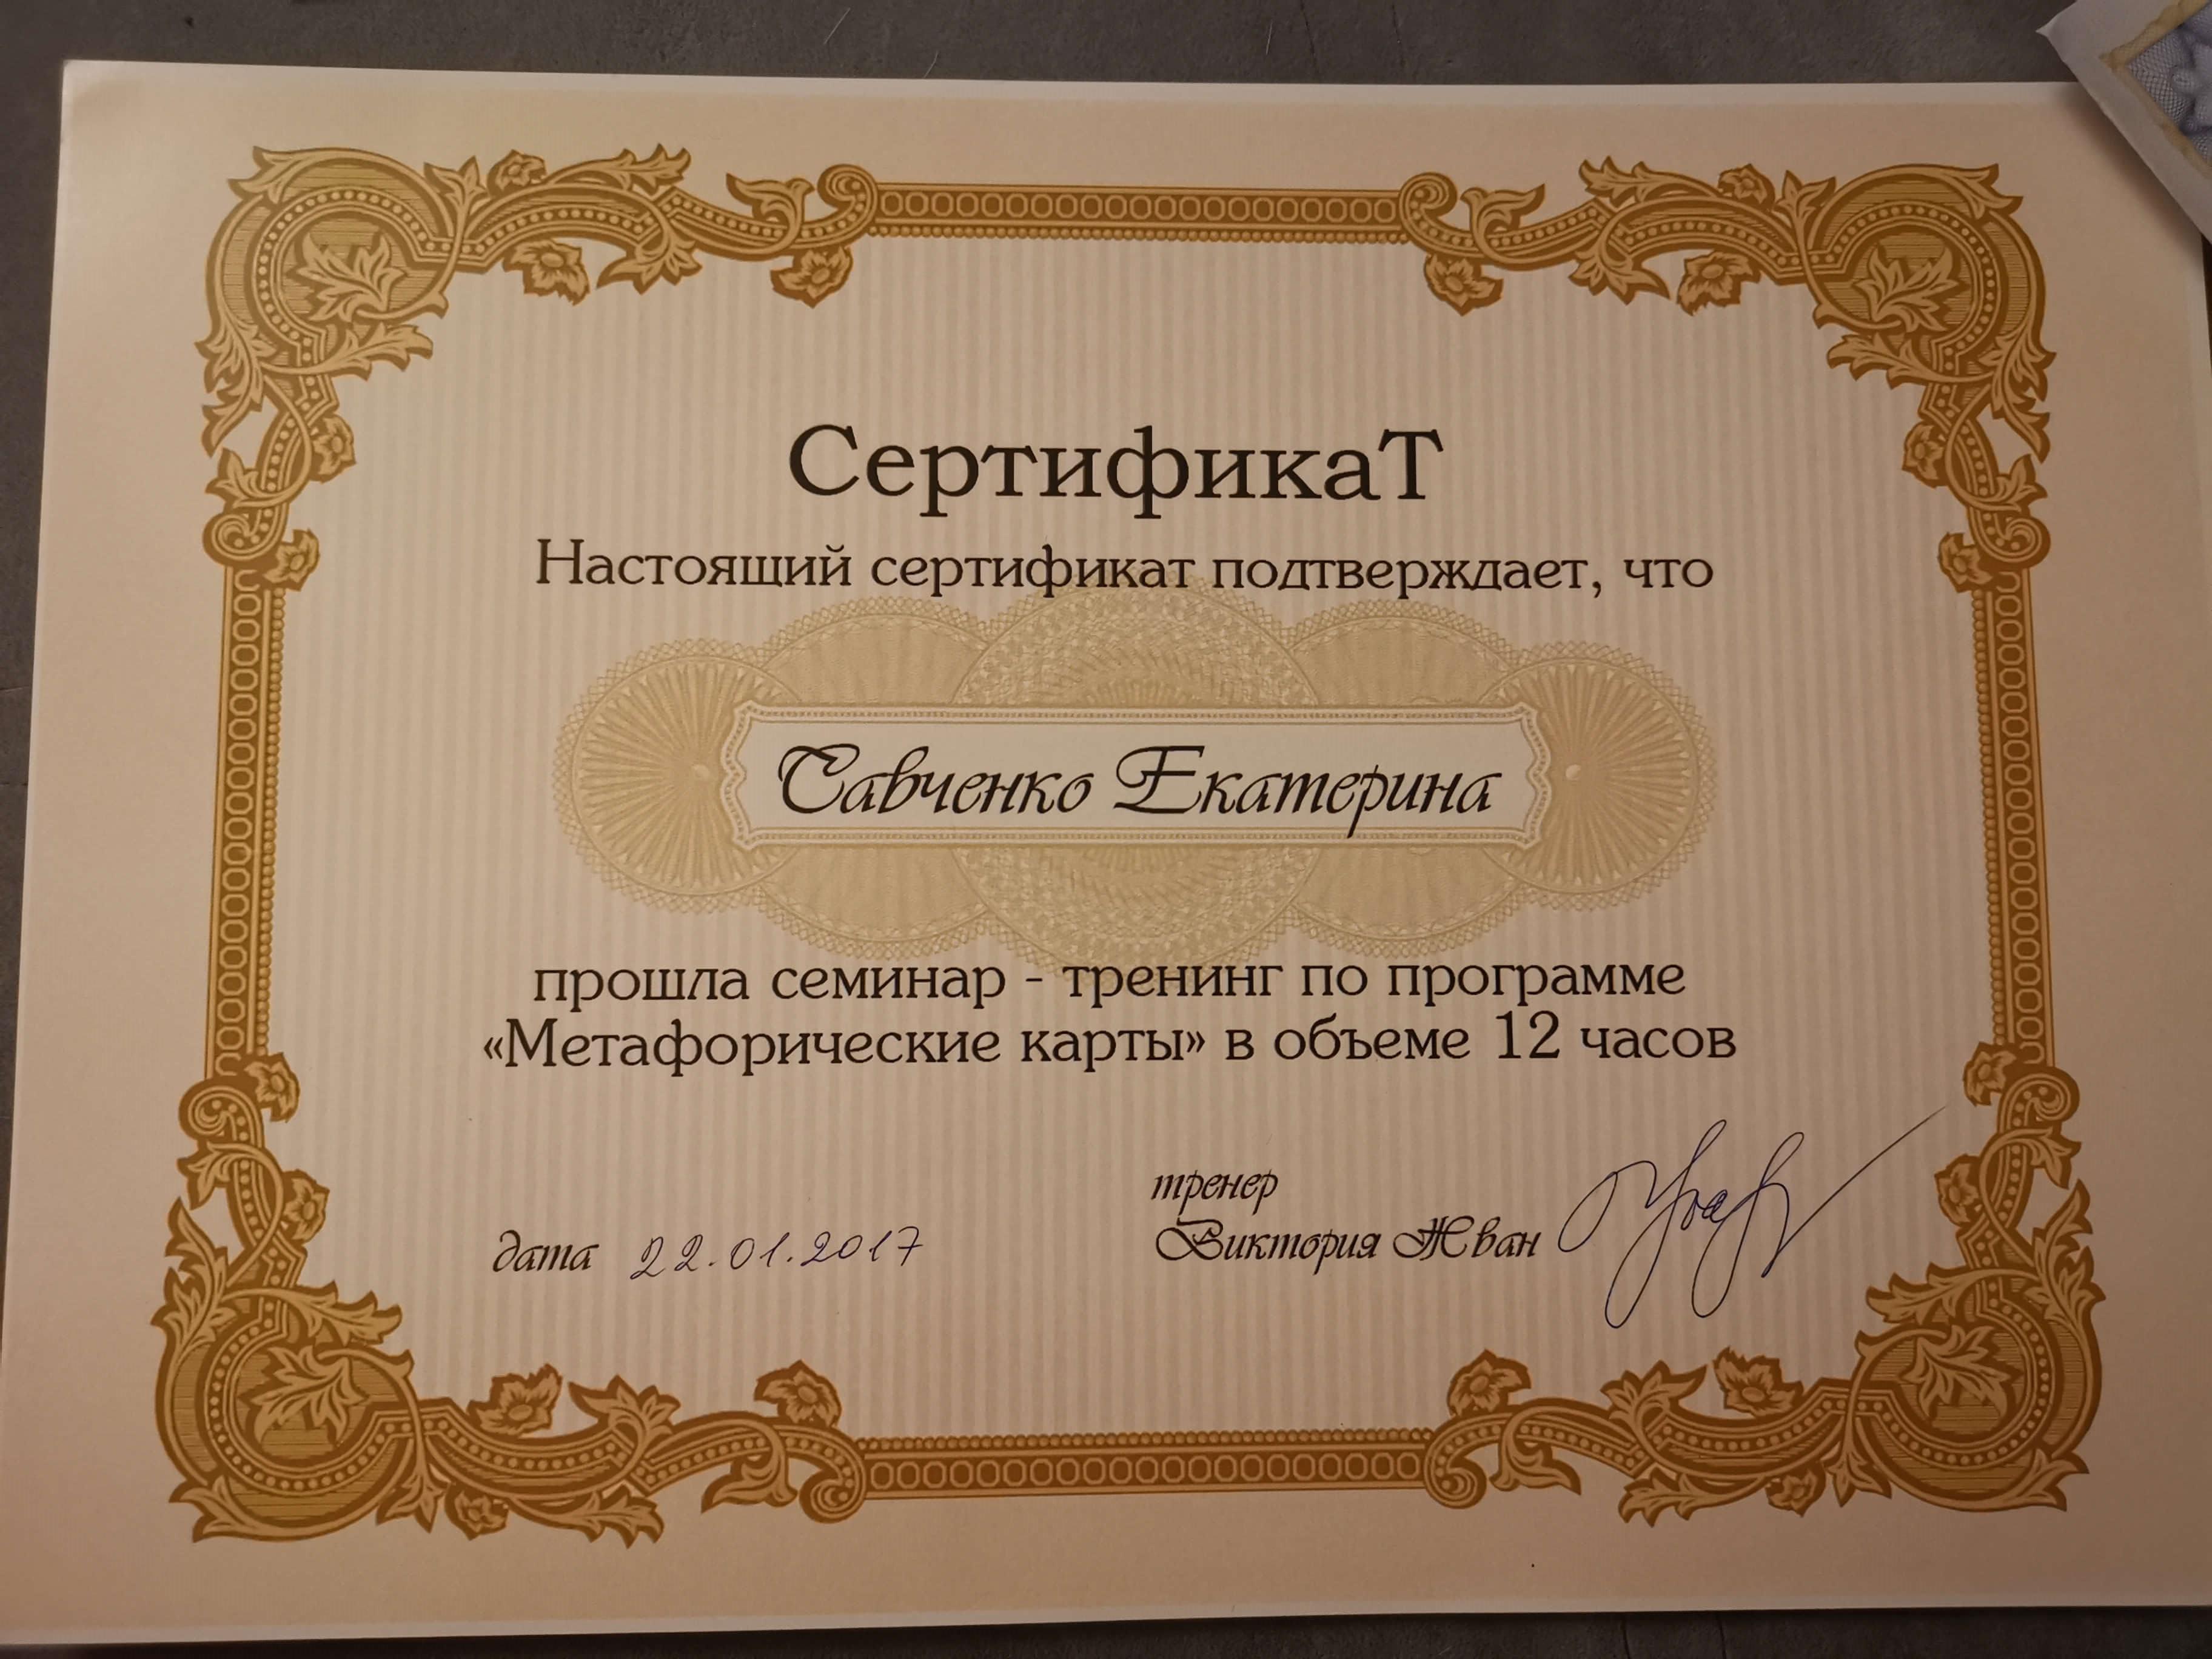 СертификаТ
Настоящий сертификат подтверждает, что
Савченко Екатерина
прошла семинар - тренинг по программе
«Метафорические карты» в объеме 12 часов
тренер
дата 22.01.2017 Виктория Жван